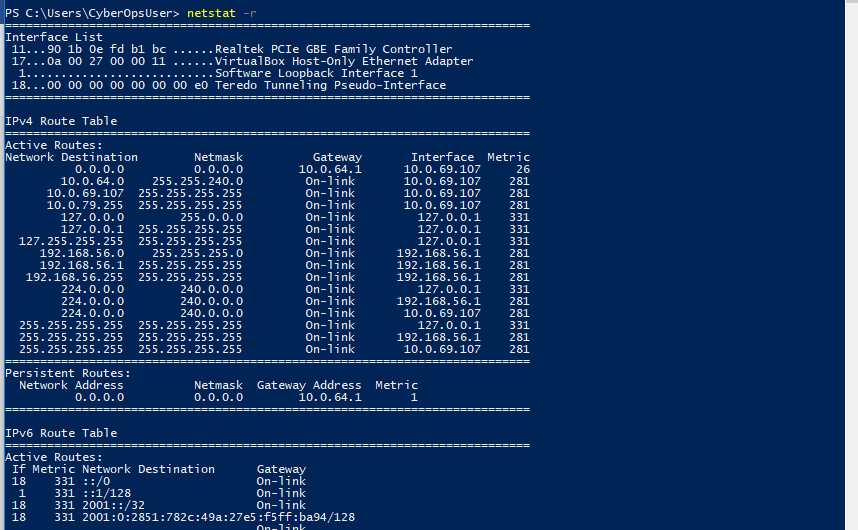 PS C:\Users\CyberOpsUser> netstat -r
===========================================================================
Interface List
 11...90 1b 0e fd b1 bc ......Realtek PCIe GBE Family Controller
 17...0a 00 27 00 00 11 ......VirtualBox Host-Only Ethernet Adapter
  1...........................Software Loopback Interface 1
 18...00 00 00 00 00 00 00 e0 Teredo Tunneling Pseudo-Interface
===========================================================================

IPv4 Route Table
===========================================================================
Active Routes:
Network Destination        Netmask          Gateway       Interface  Metric
          0.0.0.0          0.0.0.0        10.0.64.1      10.0.69.107     26
        10.0.64.0    255.255.240.0         On-link       10.0.69.107    281
      10.0.69.107  255.255.255.255         On-link       10.0.69.107    281
      10.0.79.255  255.255.255.255         On-link       10.0.69.107    281
        127.0.0.0        255.0.0.0         On-link         127.0.0.1    331
        127.0.0.1  255.255.255.255         On-link         127.0.0.1    331
  127.255.255.255  255.255.255.255         On-link         127.0.0.1    331
     192.168.56.0    255.255.255.0         On-link      192.168.56.1    281
     192.168.56.1  255.255.255.255         On-link      192.168.56.1    281
   192.168.56.255  255.255.255.255         On-link      192.168.56.1    281
        224.0.0.0        240.0.0.0         On-link         127.0.0.1    331
        224.0.0.0        240.0.0.0         On-link      192.168.56.1    281
        224.0.0.0        240.0.0.0         On-link       10.0.69.107    281
  255.255.255.255  255.255.255.255         On-link         127.0.0.1    331
  255.255.255.255  255.255.255.255         On-link      192.168.56.1    281
  255.255.255.255  255.255.255.255         On-link       10.0.69.107    281
===========================================================================
Persistent Routes:
  Network Address          Netmask  Gateway Address  Metric
          0.0.0.0          0.0.0.0        10.0.64.1       1
===========================================================================

IPv6 Route Table
===========================================================================
Active Routes:
 If Metric Network Destination      Gateway
 18    331 ::/0                     On-link
  1    331 ::1/128                  On-link
 18    331 2001::/32                On-link
 18    331 2001:0:2851:782c:49a:27e5:f5ff:ba94/128
                                    On-link